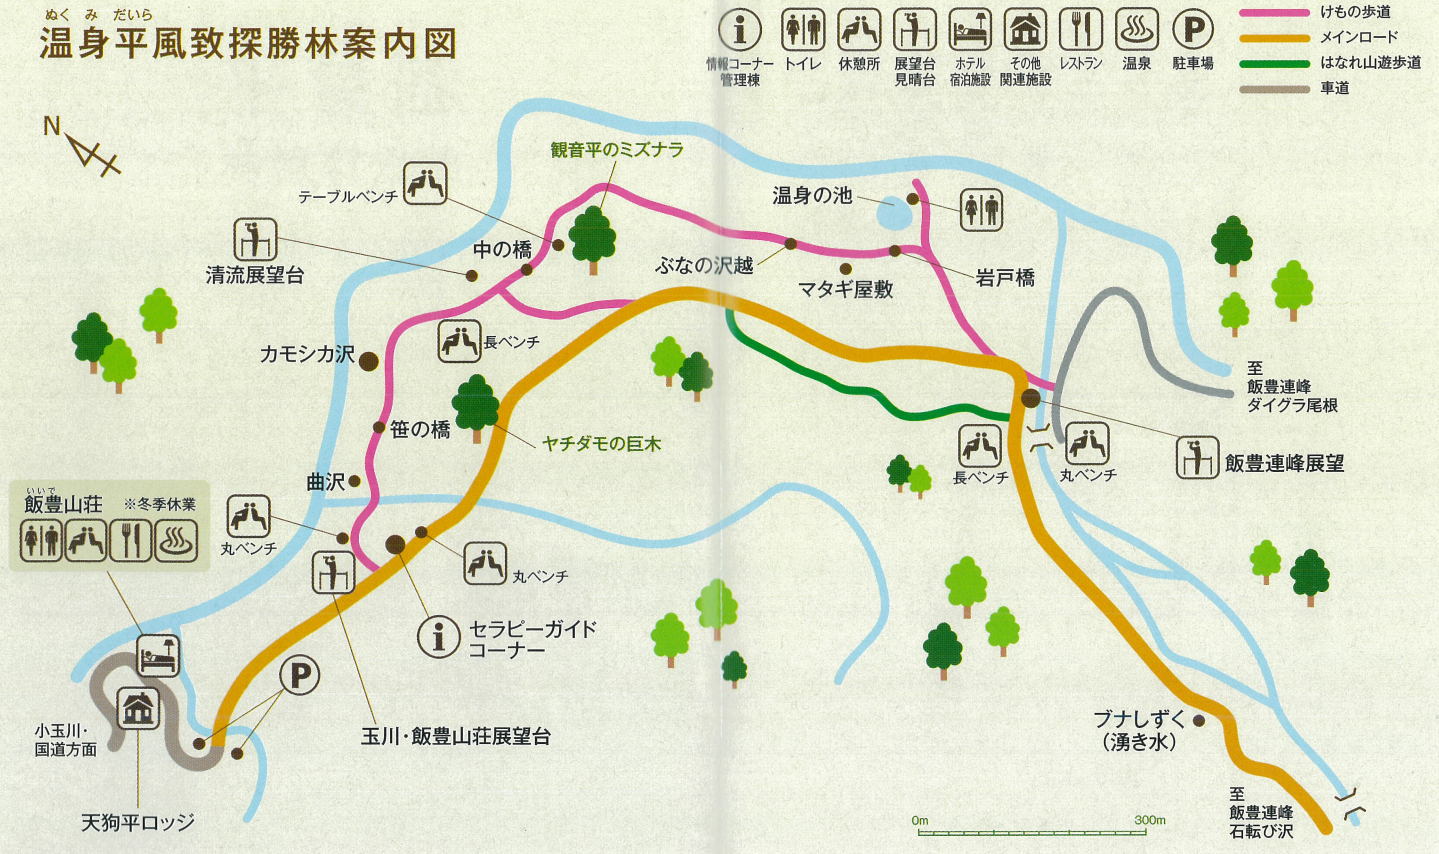 ぬく み だいら
温身平風致探勝林案内図
N
情報コーナー
管理棟
トイレ
休憩所
展望台
見晴台
ホテル
宿泊施設
その他
関連施設
レストラン
温泉
P
駐車場
けもの歩道
メインロード
はなれ山遊歩道
車道
観音平のミズナラ
テーブルベンチ
清流展望台
中の橋
温身の池
ぶなの沢越
マタギ屋敷
岩戸橋
カモシカ沢
長ベンチ
笹の橋
ヤチダモの巨木
曲沢
至
飯豊連峰
ダイグラ尾根
長ベンチ
丸ベンチ
飯豊連峰展望
いいで
飯豊山荘 ※冬季休業
丸ベンチ
丸ベンチ
i
セラピーガイド
コーナー
P
小玉川・
国道方面
玉川・飯豊山荘展望台
天狗平ロッジ
ブナしずく
(湧き水)
至
飯豊連峰
石転び沢
0m 300m